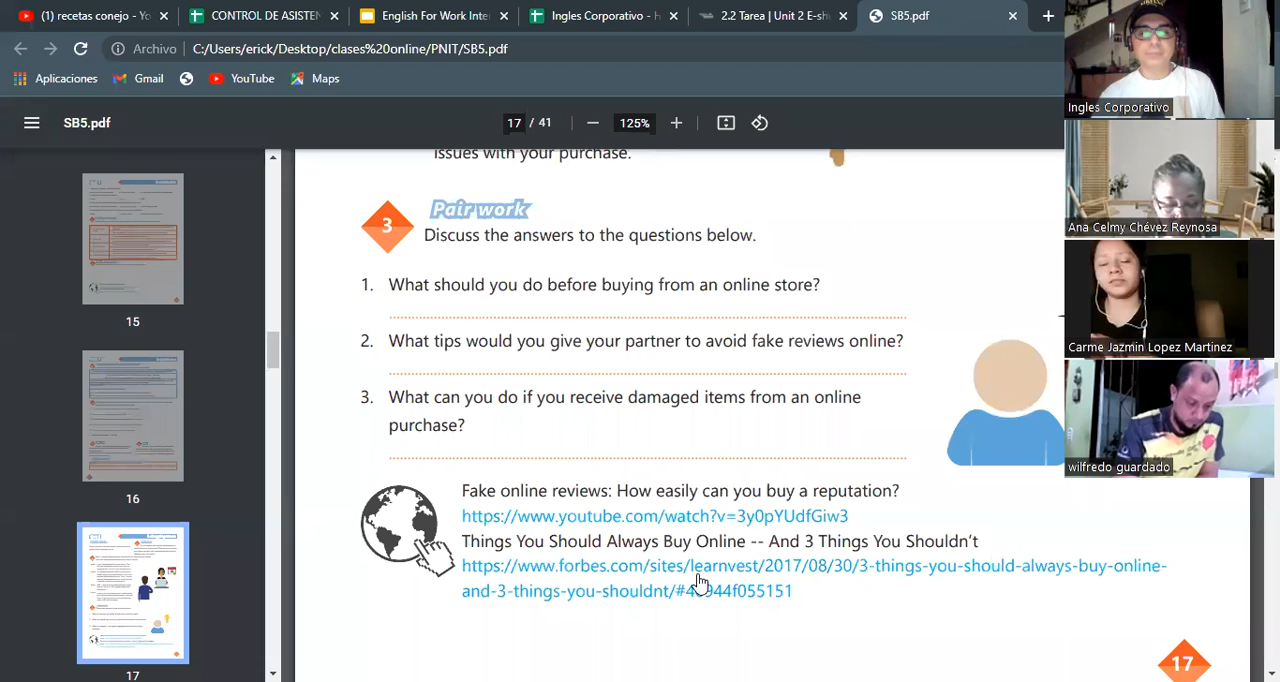 (1) recetas conejo - Yo
CONTROL DE ASISTEN
English For Work Inte
Ingles Corporativo - H
2.2 Tarea | Unit 2 E-sh
SB5.pdf
Archivo
C:/Users/erick/Desktop/clases%20online/PNIT/SB5.pdf
Aplicaciones
Gmail
YouTube
Maps
SB5.pdf
17 / 41
125%
15
16
17
issues with your purchase.
3
Pair work
Discuss the answers to the questions below.
1. What should you do before buying from an online store?
2. What tips would you give your partner to avoid fake reviews online?
3. What can you do if you receive damaged items from an online
purchase?
Fake online reviews: How easily can you buy a reputation?
https://www.youtube.com/watch?v=3y0pYUdfGiw3
Things You Should Always Buy Online -- And 3 Things You Shouldn't
https://www.forbes.com/sites/learnvest/2017/08/30/3-things-you-should-always-buy-online-
and-3-things-you-shouldnt/
17
Ingles Corporativo
Ana Celmy Chévez Reynosa
Carme Jazmin Lopez Martinez
wilfredo guardado